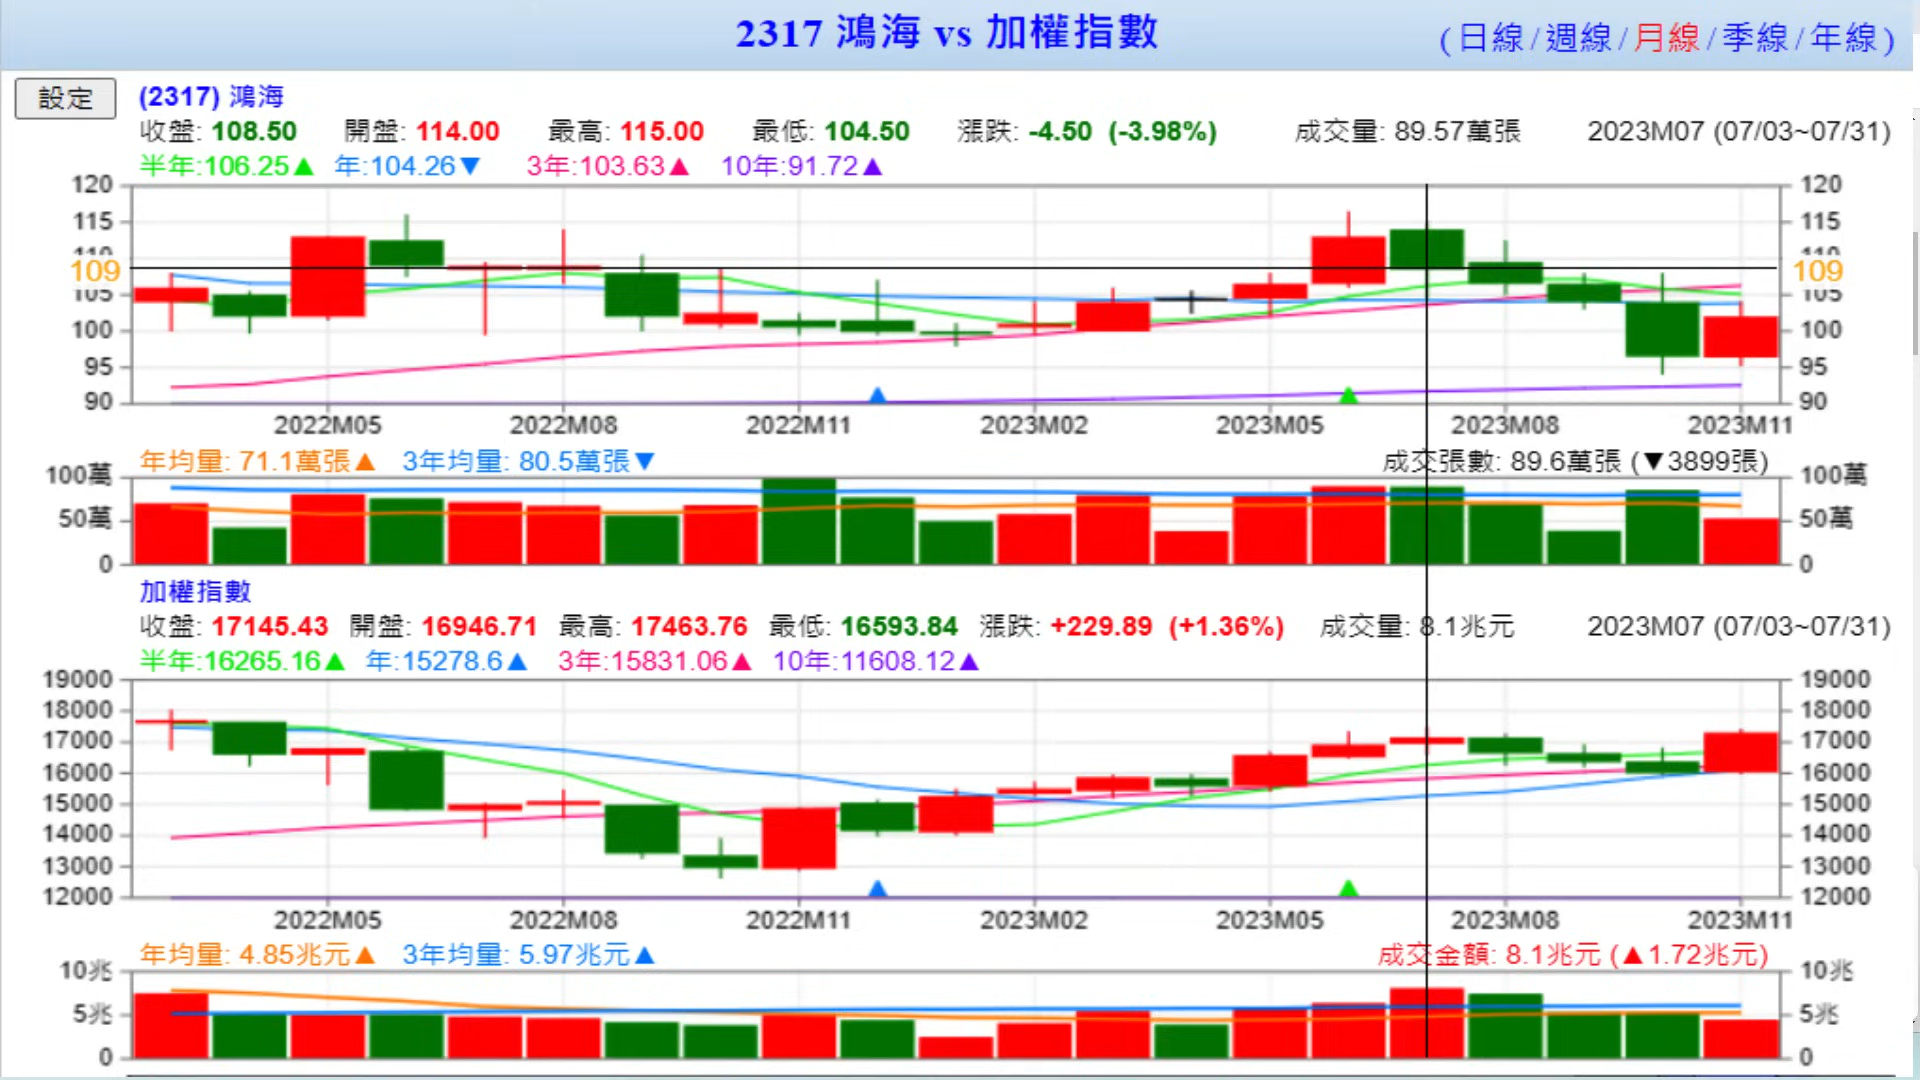 2317 鴻海 vs 加權指數
(日線/週線/月線/季線/年線)
設定
(2317) 鴻海
收盤: 108.50 開盤: 114.00 最高: 115.00 最低: 104.50 漲跌: -4.50 (-3.98%) 成交量: 89.57萬張 2023M07 (07/03~07/31)
半年:106.25▲ 年:104.26▼ 3年:103.63▲ 10年:91.72▲
120 120
115 115
109 109
105 105
100 100
95 95
90 90
2022M05 2022M08 2022M11 2023M02 2023M05 2023M08 2023M11
年均量: 71.1萬張▲ 3年均量: 80.5萬張▼ 成交張數: 89.6萬張 (▼3899張)
100萬 100萬
50萬 50萬
0 0
加權指數
收盤: 17145.43 開盤: 16946.71 最高: 17463.76 最低: 16593.84 漲跌: +229.89 (+1.36%) 成交量: 8.1兆元 2023M07 (07/03~07/31)
半年:16265.16▲ 年:15278.6▲ 3年:15831.06▲ 10年:11608.12▲
19000 19000
18000 18000
17000 17000
16000 16000
15000 15000
14000 14000
13000 13000
12000 12000
2022M05 2022M08 2022M11 2023M02 2023M05 2023M08 2023M11
年均量: 4.85兆元▲ 3年均量: 5.97兆元▲ 成交金額: 8.1兆元 (▲1.72兆元)
10兆 10兆
5兆 5兆
0 0